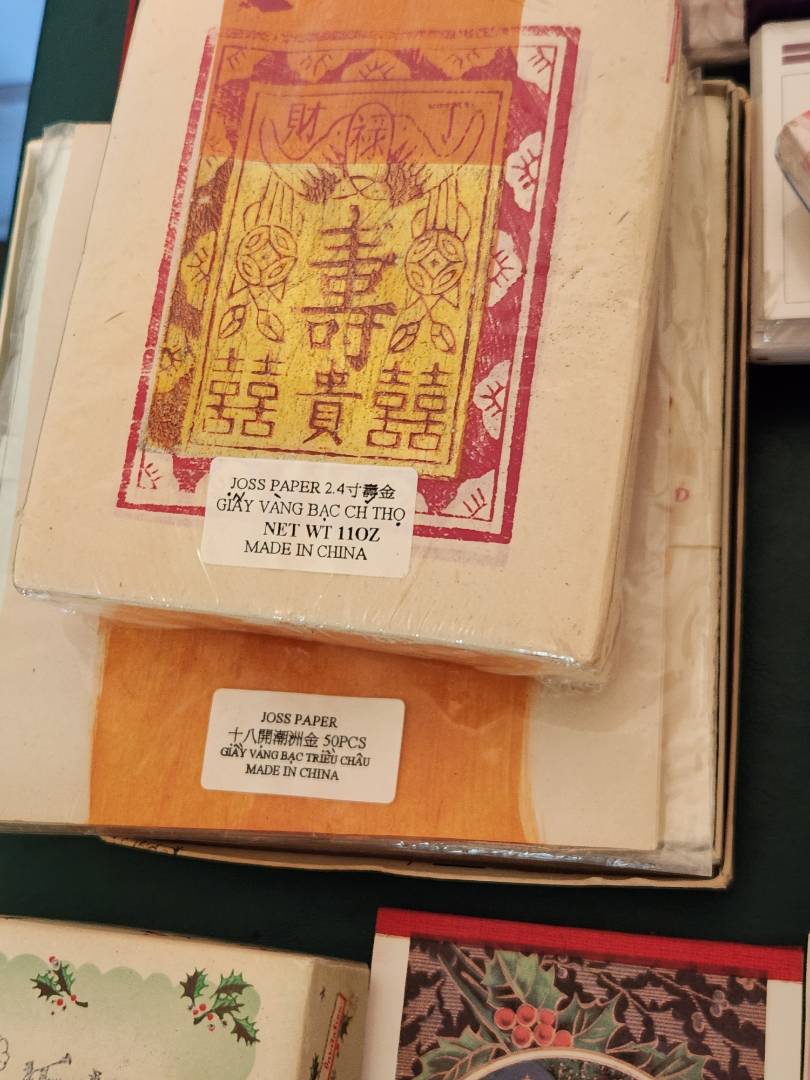 財 祿 丁
壽
囍 貴 囍
JOSS PAPER 2.4寸壽金
GIẤY VÀNG BẠC CH THỌ
NET WT 11OZ
MADE IN CHINA
D
JOSS PAPER
十八開潮洲金 50PCS
GIẤY VÀNG BẠC TRIỀU CHÂU
MADE IN CHINA